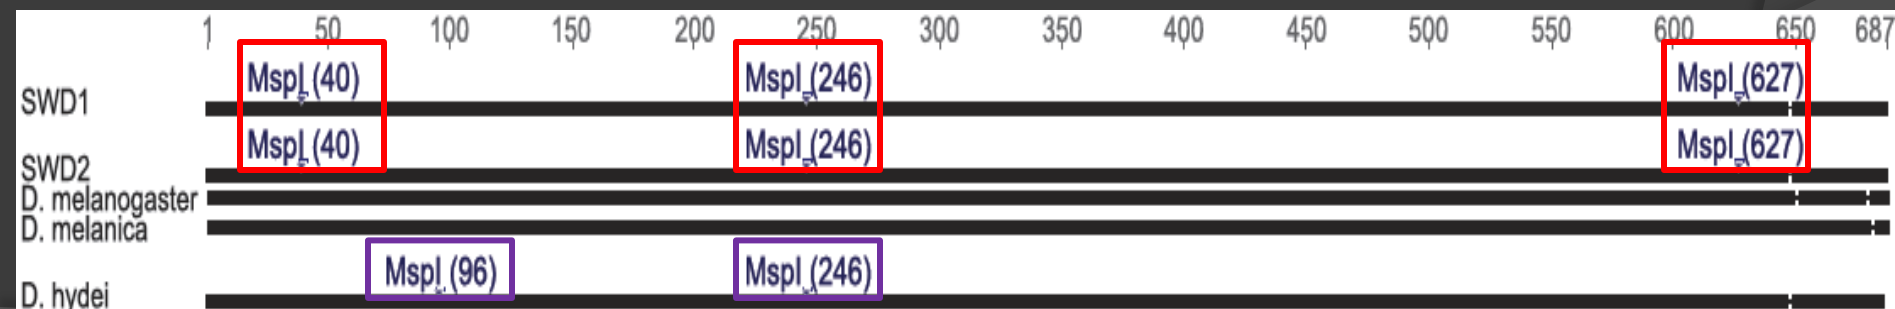 1 50 100 150 200 250 300 350 400 450 500 550 600 650 687
MspI (40) MspI (246) MspI (627)
SWD1
MspI (40) MspI (246) MspI (627)
SWD2
D. melanogaster
D. melanica
MspI (96) MspI (246)
D. hydei